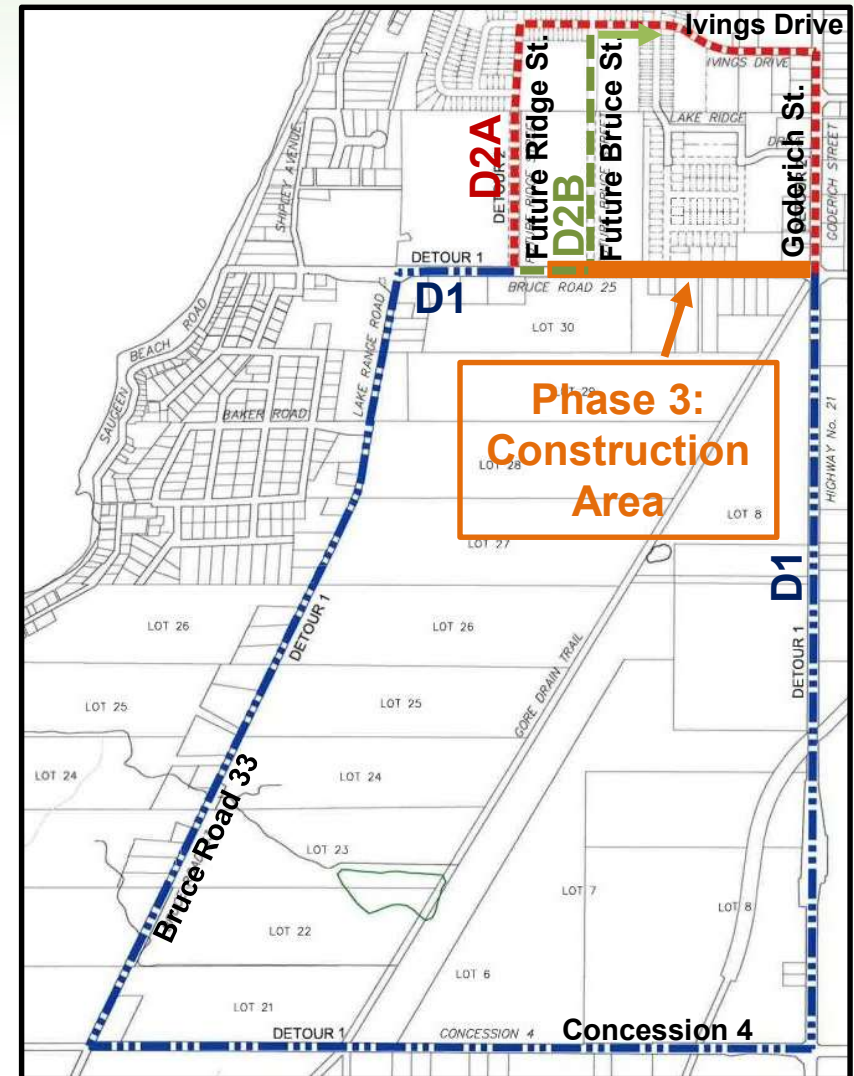 Ivings Drive
IVINGS DRIVE
Future Ridge St.
Future Bruce St.
LAKE RIDGE
D2A
DETOUR 2
D2B
Goderich St.
GODERICH STREET
SHIPLEY AVENUE
DETOUR 1
BRUCE ROAD 25
D1
LOT 30
SAUGEEN BEACH ROAD
LAKE RANGE ROAD
BAKER ROAD
LOT 29
Phase 3:
Construction
Area
LOT 28
LOT 8
HIGHWAY No. 21
LOT 27
D1
DETOUR 1
LOT 26
LOT 26
DETOUR 1
GORE DRAIN TRAIL
LOT 25
LOT 25
LOT 24
LOT 24
Bruce Road 33
LOT 23
LOT 7
LOT 8
LOT 22
LOT 6
LOT 21
DETOUR 1
CONCESSION 4
Concession 4